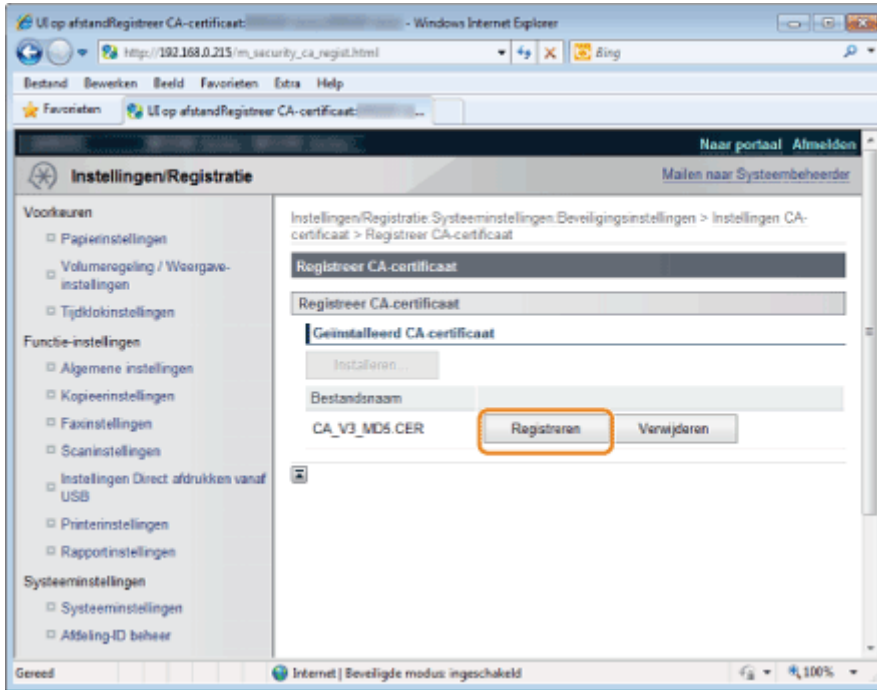 UI op afstandRegistreer CA-certificaat: - Windows Internet Explorer
http://192.168.0.215/m_security_ca_regist.html
Bing
Bestand Bewerken Beeld Favorieten Extra Help
Favorieten UI op afstandRegistreer CA-certificaat: ...
Naar portaal Afmelden
Instellingen/Registratie
Mailen naar Systeembeheerder
Voorkeuren
Papierinstellingen
Volumeregeling / Weergave-
instellingen
Tijdklokinstellingen
Functie-instellingen
Algemene instellingen
Kopieerinstellingen
Faxinstellingen
Scaninstellingen
Instellingen Direct afdrukken vanaf
USB
Printerinstellingen
Rapportinstellingen
Systeeminstellingen
Systeeminstellingen
Afdeling-ID beheer
Instellingen/Registratie:Systeeminstellingen:Beveiligingsinstellingen > Instellingen CA-
certificaat > Registreer CA-certificaat
Registreer CA-certificaat
Registreer CA-certificaat
Geïnstalleerd CA-certificaat
Installeren...
Bestandsnaam
CA_V3_MD5.CER Registreren Verwijderen
Gereed
Internet | Beveiligde modus: ingeschakeld
100%